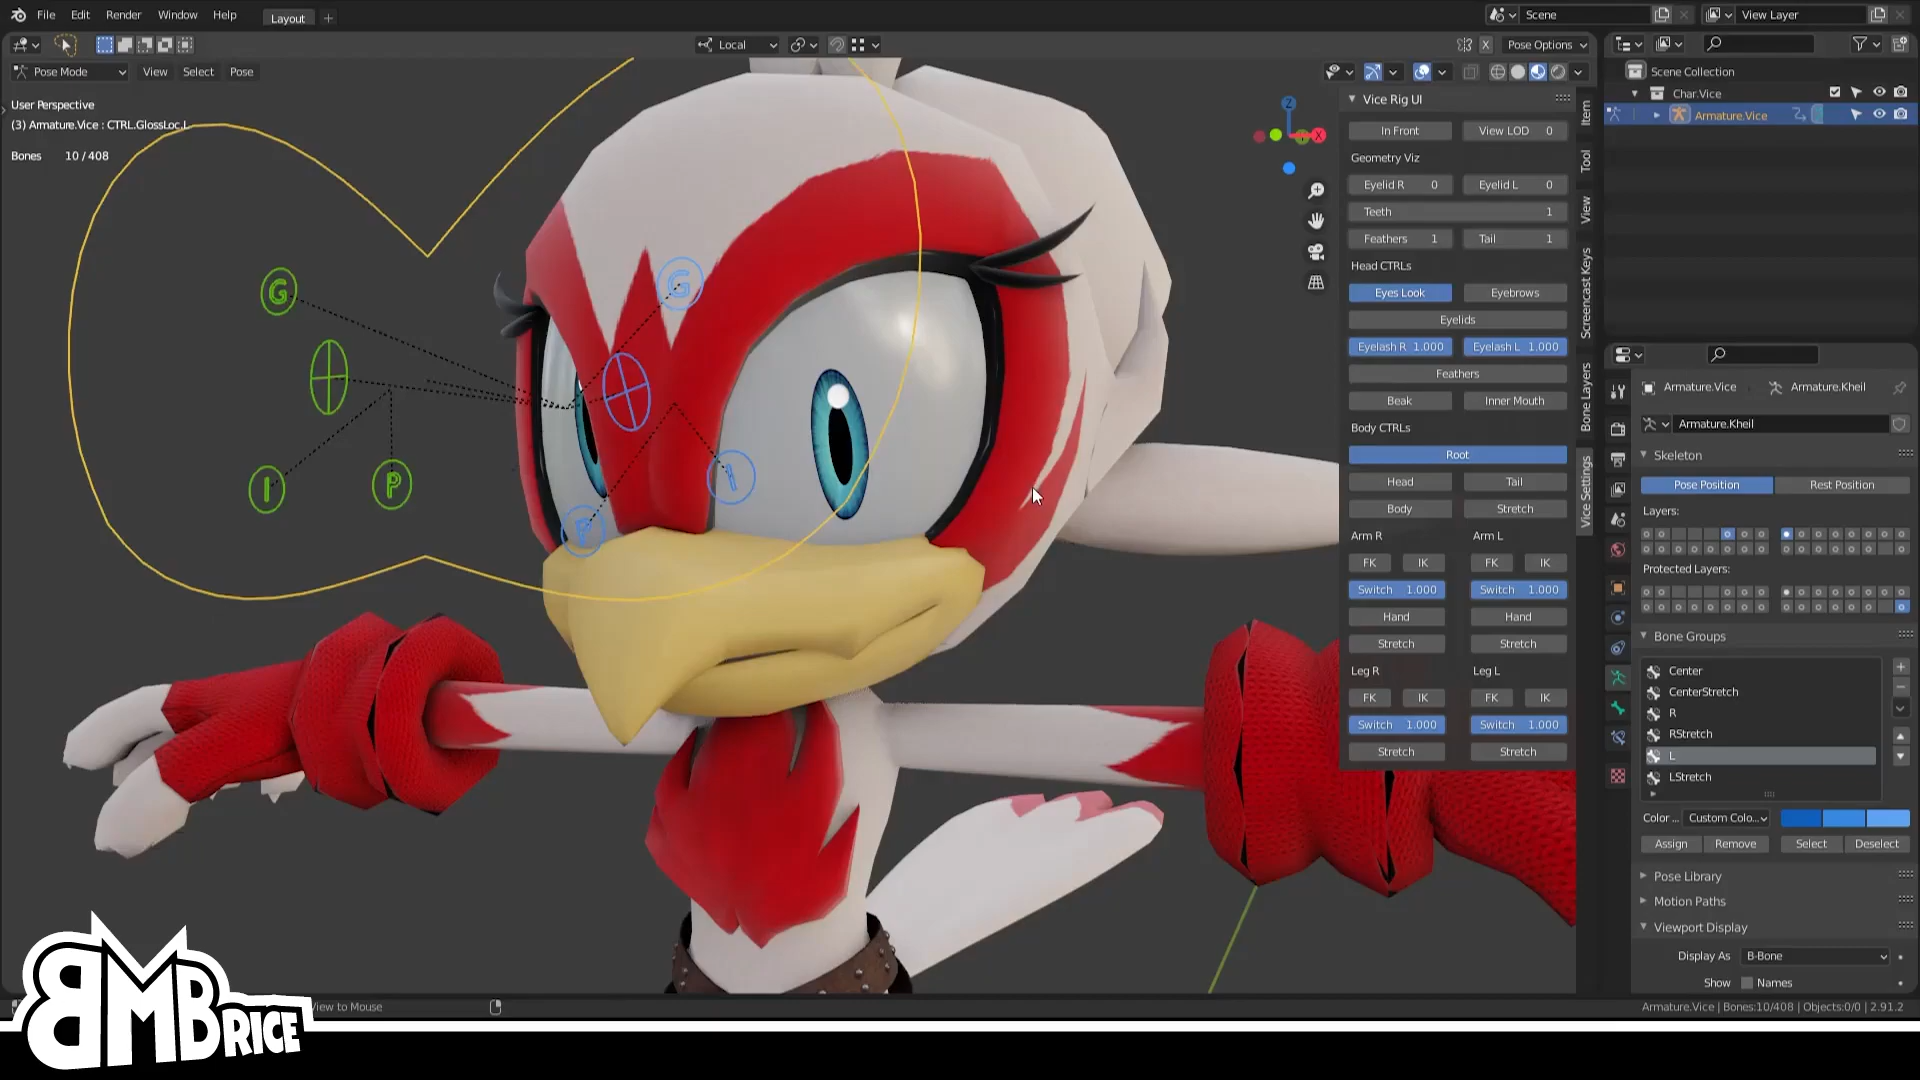 File Edit Render Window Help Layout +
Scene
View Layer
Local
X
Pose Options
Pose Mode View Select Pose
User Perspective
(3) Armature.Vice : CTRL.GlossLoc.L
Bones 10 / 408
G
G
I
P
I
P
Z
X
Vice Rig UI
In Front View LOD 0
Geometry Viz
Eyelid R 0 Eyelid L 0
Teeth 1
Feathers 1 Tail 1
Head CTRLs
Eyes Look Eyebrows
Eyelids
Eyelash R 1.000 Eyelash L 1.000
Feathers
Beak Inner Mouth
Body CTRLs
Root
Head Tail
Body Stretch
Arm R Arm L
FK IK FK IK
Switch 1.000 Switch 1.000
Hand Hand
Stretch Stretch
Leg R Leg L
FK IK FK IK
Switch 1.000 Switch 1.000
Stretch Stretch
Item
Tool
View
Screencast Keys
Bone Layers
Vice Settings
Scene Collection
Char.Vice
Armature.Vice
Armature.Vice Armature.Kheil
Armature.Kheil
Skeleton
Pose Position Rest Position
Layers:
Protected Layers:
Bone Groups
Center
CenterStretch
R
RStretch
L
LStretch
Color ... Custom Colo...
Assign Remove Select Deselect
Pose Library
Motion Paths
Viewport Display
Display As B-Bone
Show Names
View to Mouse
Armature.Vice | Bones:10/408 | Objects:0/0 | 2.91.2
BMBRICE